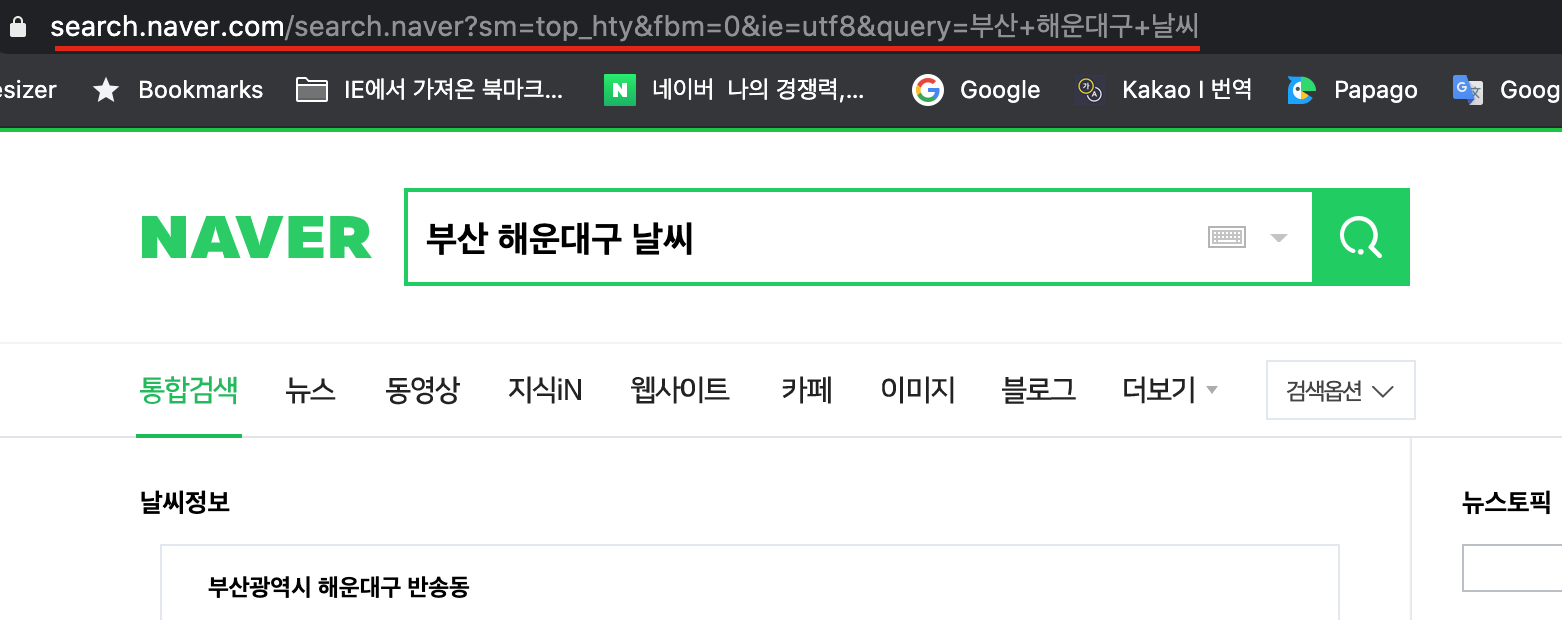 search.naver.com/search.naver?sm=top_hty&fbm=0&ie=utf8&query=부산+해운대구+날씨
esizer Bookmarks IE에서 가져온 북마크... N 네이버 나의 경쟁력,... Google Kakao I 번역 Papago Goog
NAVER 부산 해운대구 날씨
통합검색 뉴스 동영상 지식iN 웹사이트 카페 이미지 블로그 더보기 검색옵션
날씨정보 뉴스토픽
부산광역시 해운대구 반송동